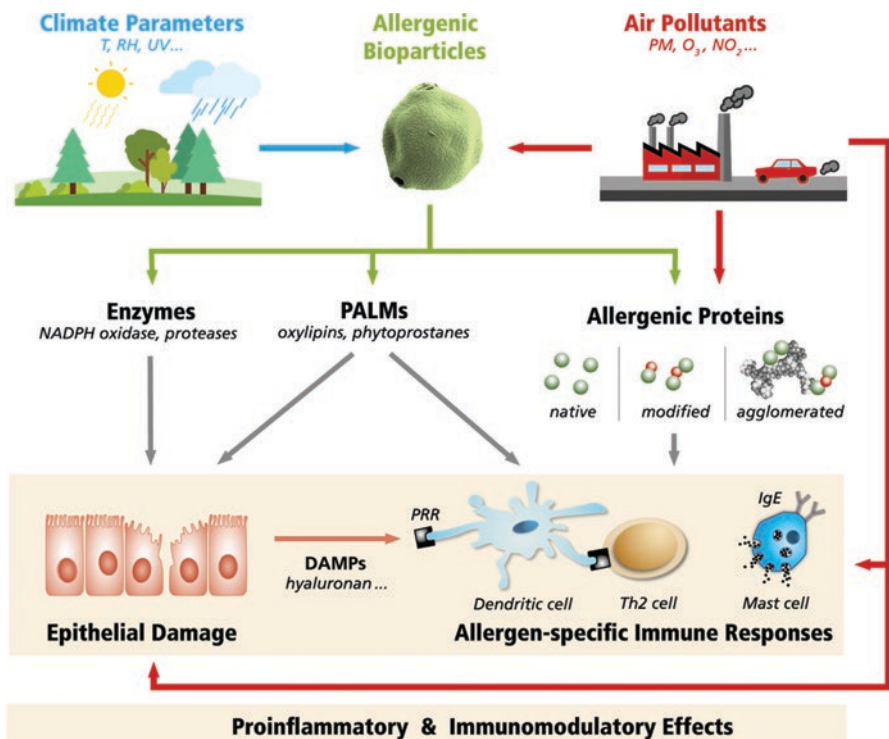 Climate Parameters
T, RH, UV...
Allergenic
Bioparticles
Air Pollutants
PM, O₃, NO₂...
Enzymes
NADPH oxidase, proteases
PALMs
oxylipins, phytoprostanes
Allergenic Proteins
native
modified
agglomerated
PRR
IgE
DAMPs
hyaluronan ...
Dendritic cell
Th2 cell
Mast cell
Epithelial Damage
Allergen-specific Immune Responses
Proinflammatory & Immunomodulatory Effects